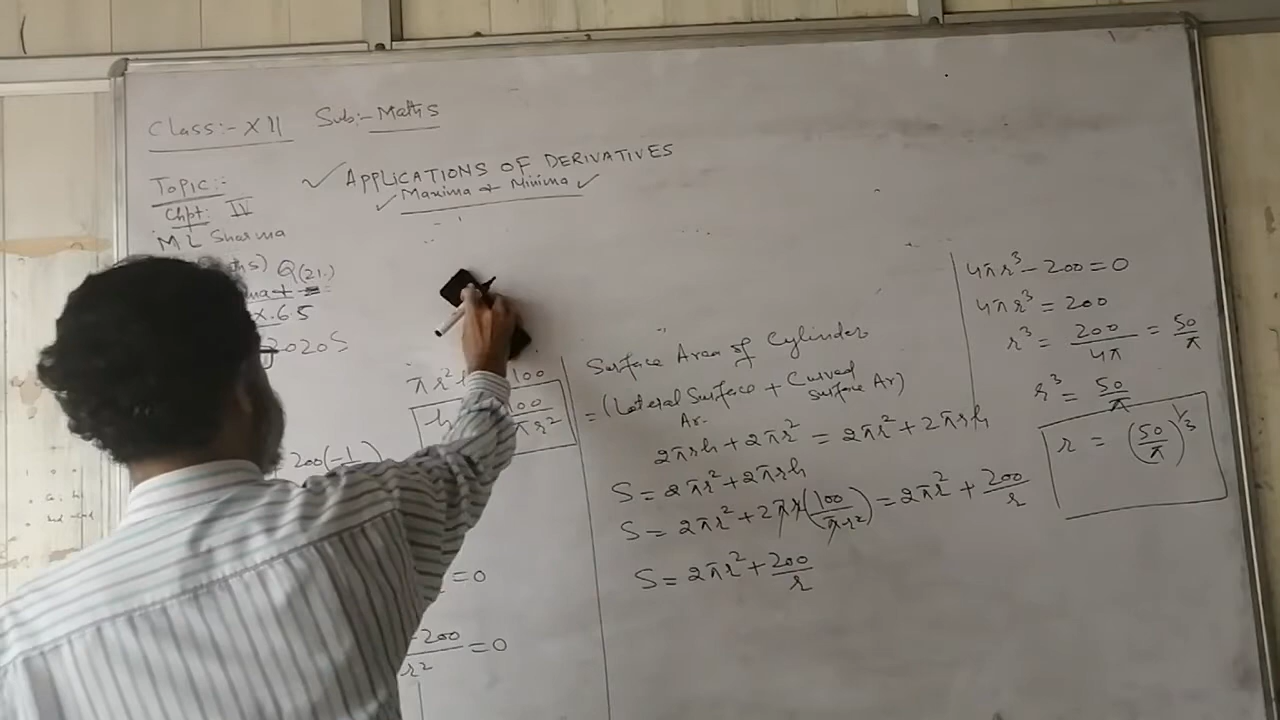 Class:- XII Sub:- Maths
Topic:-
✓ APPLICATIONS OF DERIVATIVES
✓ Maxima & Minima ✓
Chpt: IV
ML Sharma
Q(21.)
x.65
2020S
πr² 100
h 100
πr²
200(-1
=0
-200/r² =0
Surface Area of Cylinder
= (Lateral Surface Ar. + Curved Surface Ar)
2πrh + 2πr² = 2πr² + 2πrh
S = 2πr² + 2πrh
S = 2πr² + 2πr(100/πr²) = 2πr² + 200/r
S = 2πr² + 200/r
4πr³ - 200 = 0
4πr³ = 200
r³ = 200/4π = 50/π
r³ = 50/π
r = (50/π)^1/3